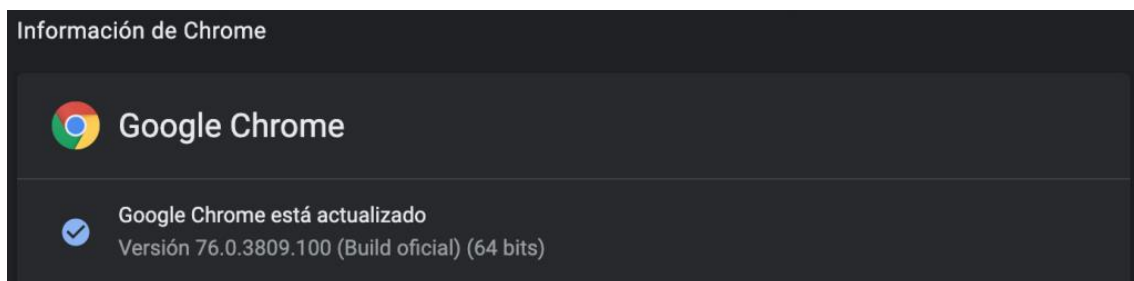 Información de Chrome
Google Chrome
Google Chrome está actualizado
Versión 76.0.3809.100 (Build oficial) (64 bits)